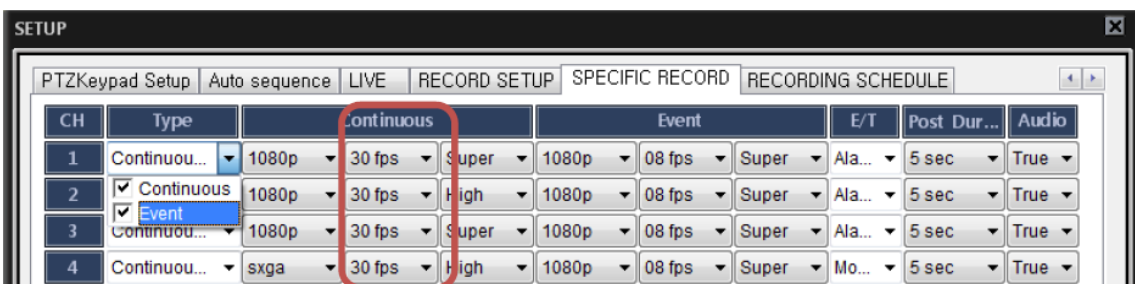 SETUP
PTZKeypad Setup Auto sequence LIVE RECORD SETUP SPECIFIC RECORD RECORDING SCHEDULE
CH Type Continuous Event E/T Post Dur... Audio
1 Continuou... 1080p 30 fps Super 1080p 08 fps Super Ala... 5 sec True
2 Continuous 1080p 30 fps High 1080p 08 fps Super Ala... 5 sec True
Event
3 Continuou... 1080p 30 fps Super 1080p 08 fps Super Ala... 5 sec True
4 Continuou... sxga 30 fps High 1080p 08 fps Super Mo... 5 sec True